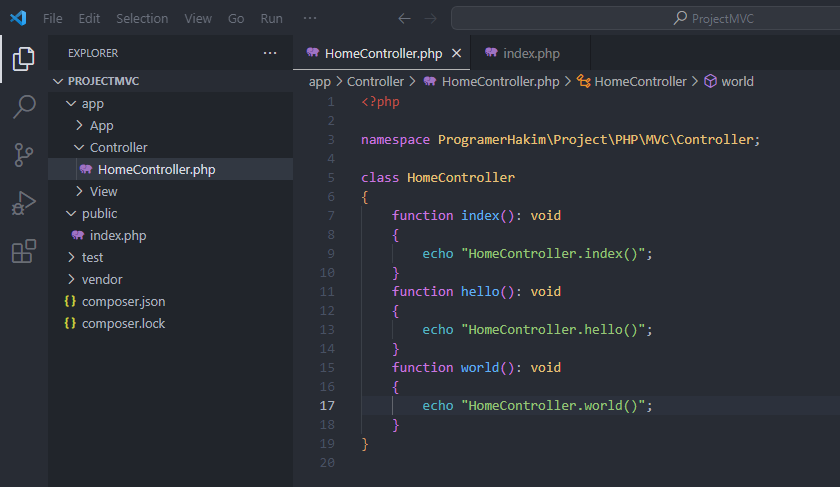 File Edit Selection View Go Run ··· ← → ProjectMVC
EXPLORER ···
PROJECTMVC
app
App
Controller
HomeController.php
View
public
index.php
test
vendor
{} composer.json
{} composer.lock
HomeController.php × index.php
app > Controller > HomeController.php > HomeController > world
1 <?php
2
3 namespace ProgramerHakim\Project\PHP\MVC\Controller;
4
5 class HomeController
6 {
7 function index(): void
8 {
9 echo "HomeController.index()";
10 }
11 function hello(): void
12 {
13 echo "HomeController.hello()";
14 }
15 function world(): void
16 {
17 echo "HomeController.world()";
18 }
19 }
20